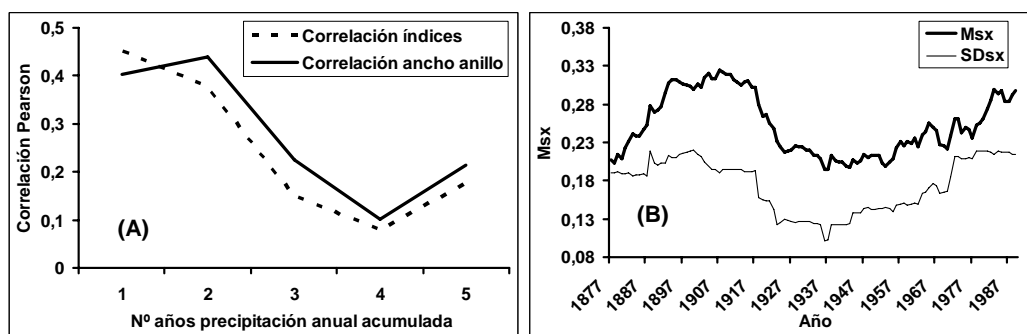 0,5
0,4
0,3
0,2
0,1
0
Correlación Pearson
Correlación índices
Correlación ancho anillo
(A)
1 2 3 4 5
Nº años precipitación anual acumulada
0,38
0,33
0,28
0,23
0,18
0,13
0,08
Msx
Msx
SDsx
(B)
1877 1887 1897 1907 1917 1927 1937 1947 1957 1967 1977 1987
Año